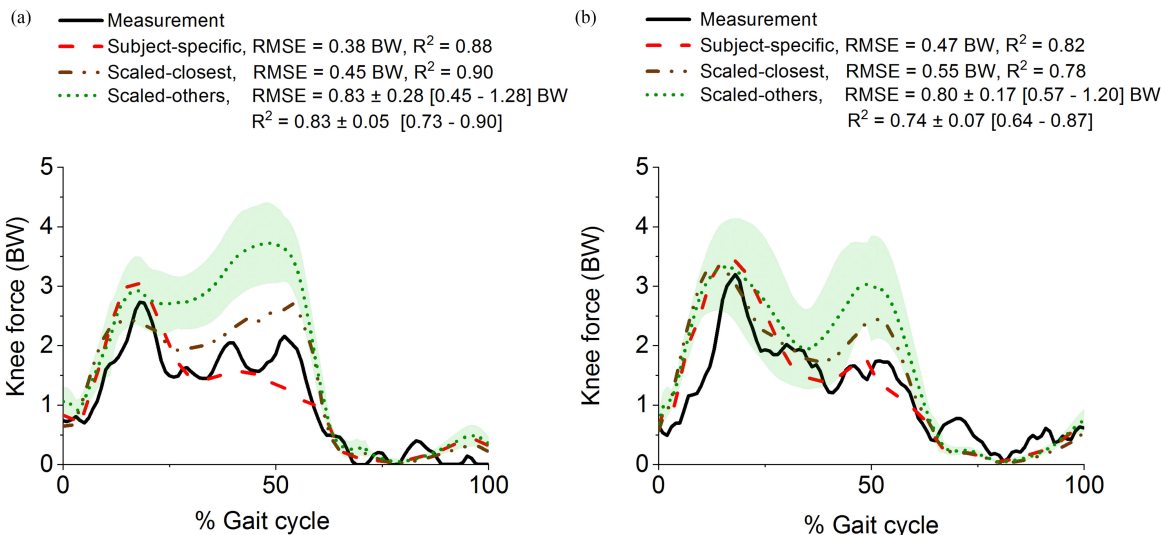 (a)
Measurement
Subject-specific, RMSE = 0.38 BW, R² = 0.88
Scaled-closest, RMSE = 0.45 BW, R² = 0.90
Scaled-others, RMSE = 0.83 ± 0.28 [0.45 - 1.28] BW
R² = 0.83 ± 0.05 [0.73 - 0.90]
5
4
3
2
1
0
Knee force (BW)
0 50 100
% Gait cycle
(b)
Measurement
Subject-specific, RMSE = 0.47 BW, R² = 0.82
Scaled-closest, RMSE = 0.55 BW, R² = 0.78
Scaled-others, RMSE = 0.80 ± 0.17 [0.57 - 1.20] BW
R² = 0.74 ± 0.07 [0.64 - 0.87]
5
4
3
2
1
0
Knee force (BW)
0 50 100
% Gait cycle